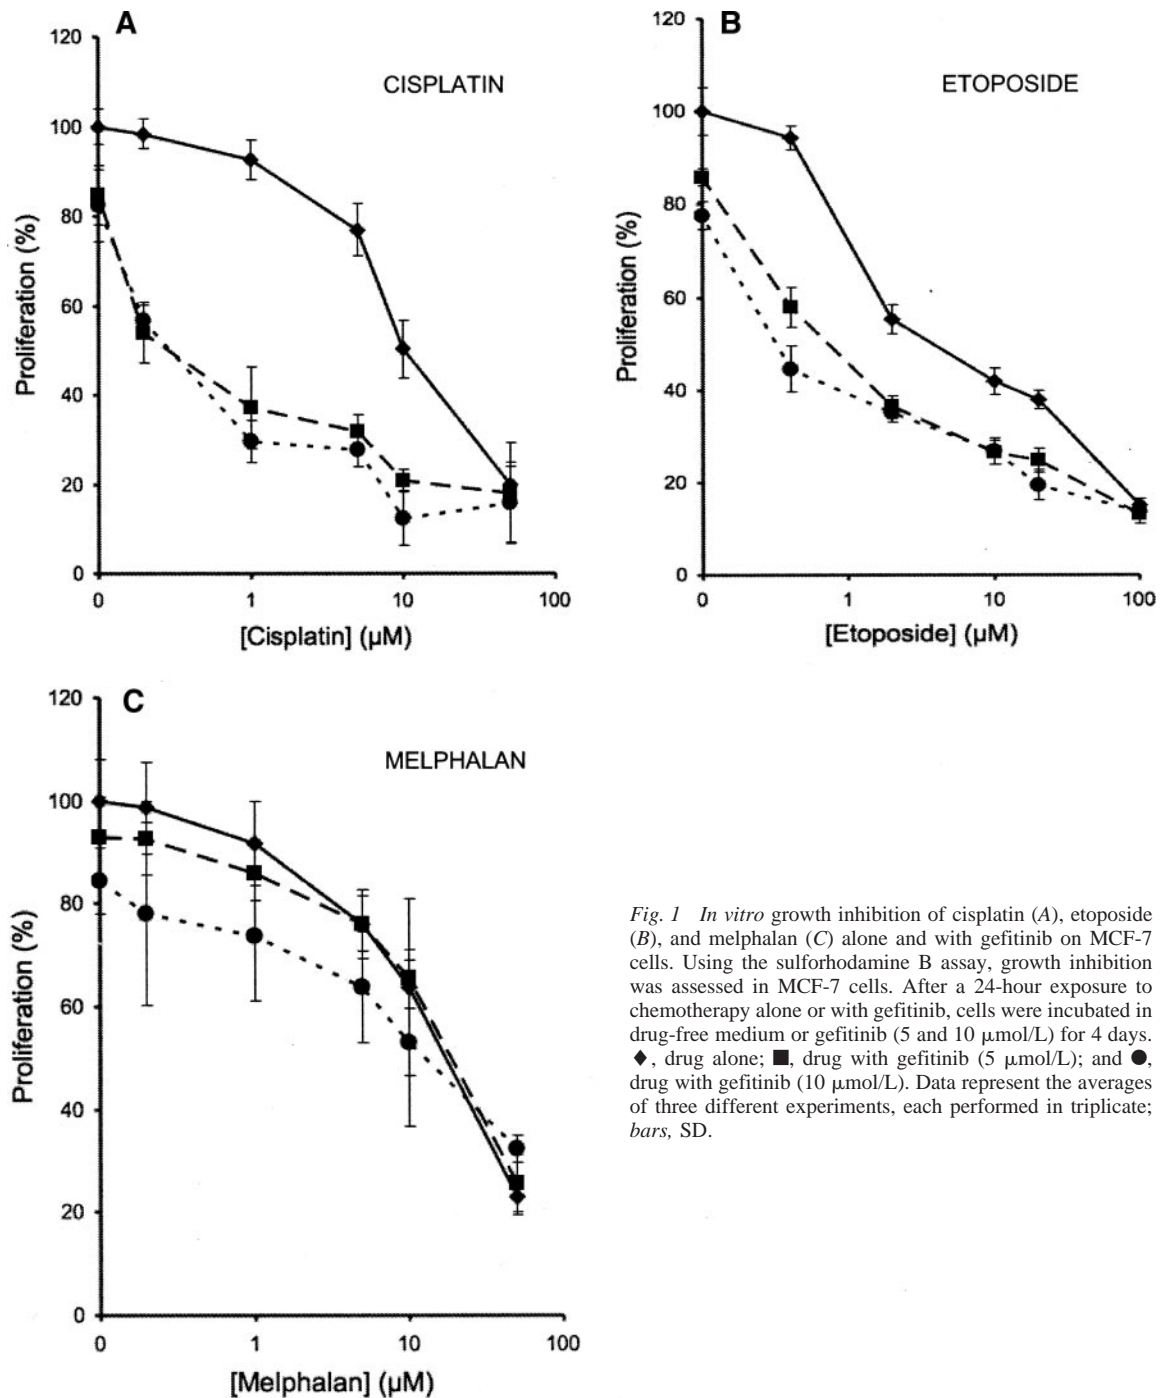 A
CISPLATIN
120
100
80
60
40
20
0
Proliferation (%)
0 1 10 100
[Cisplatin] (µM)
B
ETOPOSIDE
120
100
80
60
40
20
0
Proliferation (%)
0 1 10 100
[Etoposide] (µM)
C
MELPHALAN
120
100
80
60
40
20
0
Proliferation (%)
0 1 10 100
[Melphalan] (µM)
Fig. 1 In vitro growth inhibition of cisplatin (A), etoposide
(B), and melphalan (C) alone and with gefitinib on MCF-7
cells. Using the sulforhodamine B assay, growth inhibition
was assessed in MCF-7 cells. After a 24-hour exposure to
chemotherapy alone or with gefitinib, cells were incubated in
drug-free medium or gefitinib (5 and 10 µmol/L) for 4 days.
♦, drug alone; ■, drug with gefitinib (5 µmol/L); and ●,
drug with gefitinib (10 µmol/L). Data represent the averages
of three different experiments, each performed in triplicate;
bars, SD.